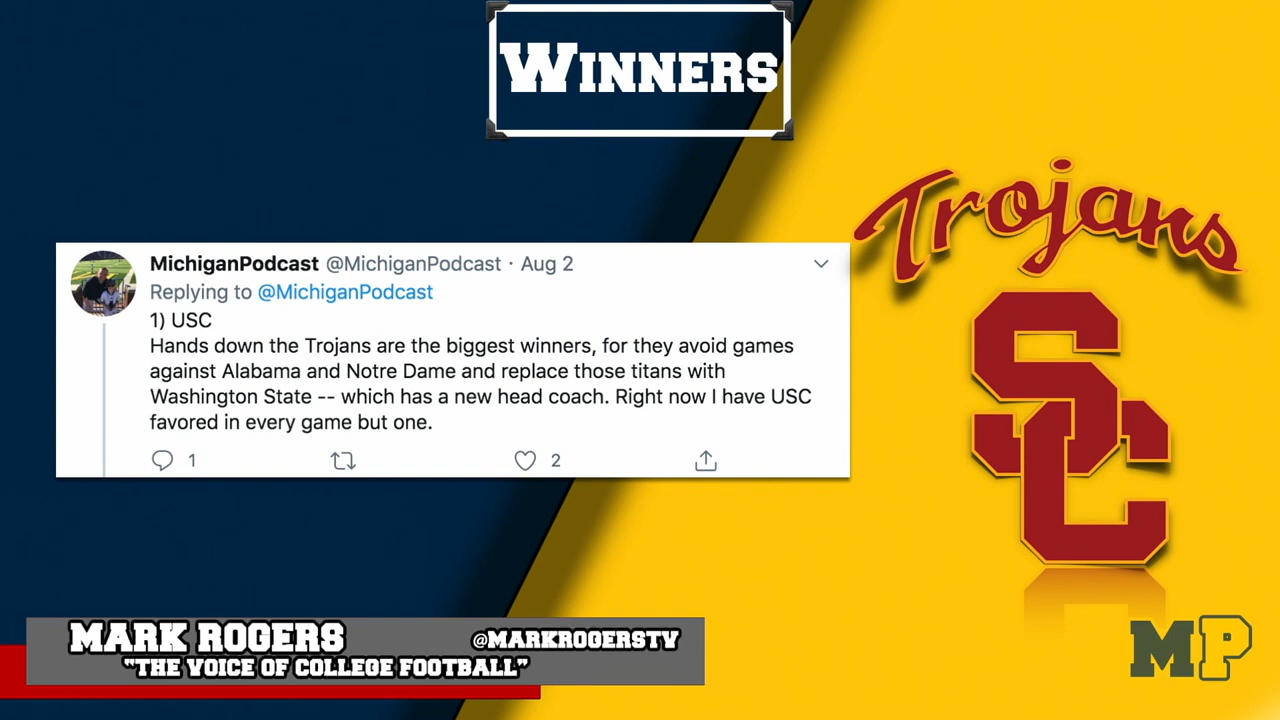 WINNERS
Trojans
SC
MichiganPodcast @MichiganPodcast · Aug 2
Replying to @MichiganPodcast
1) USC
Hands down the Trojans are the biggest winners, for they avoid games
against Alabama and Notre Dame and replace those titans with
Washington State -- which has a new head coach. Right now I have USC
favored in every game but one.
1 2
MARK ROGERS @MARKROGERSTV
"THE VOICE OF COLLEGE FOOTBALL"
MP